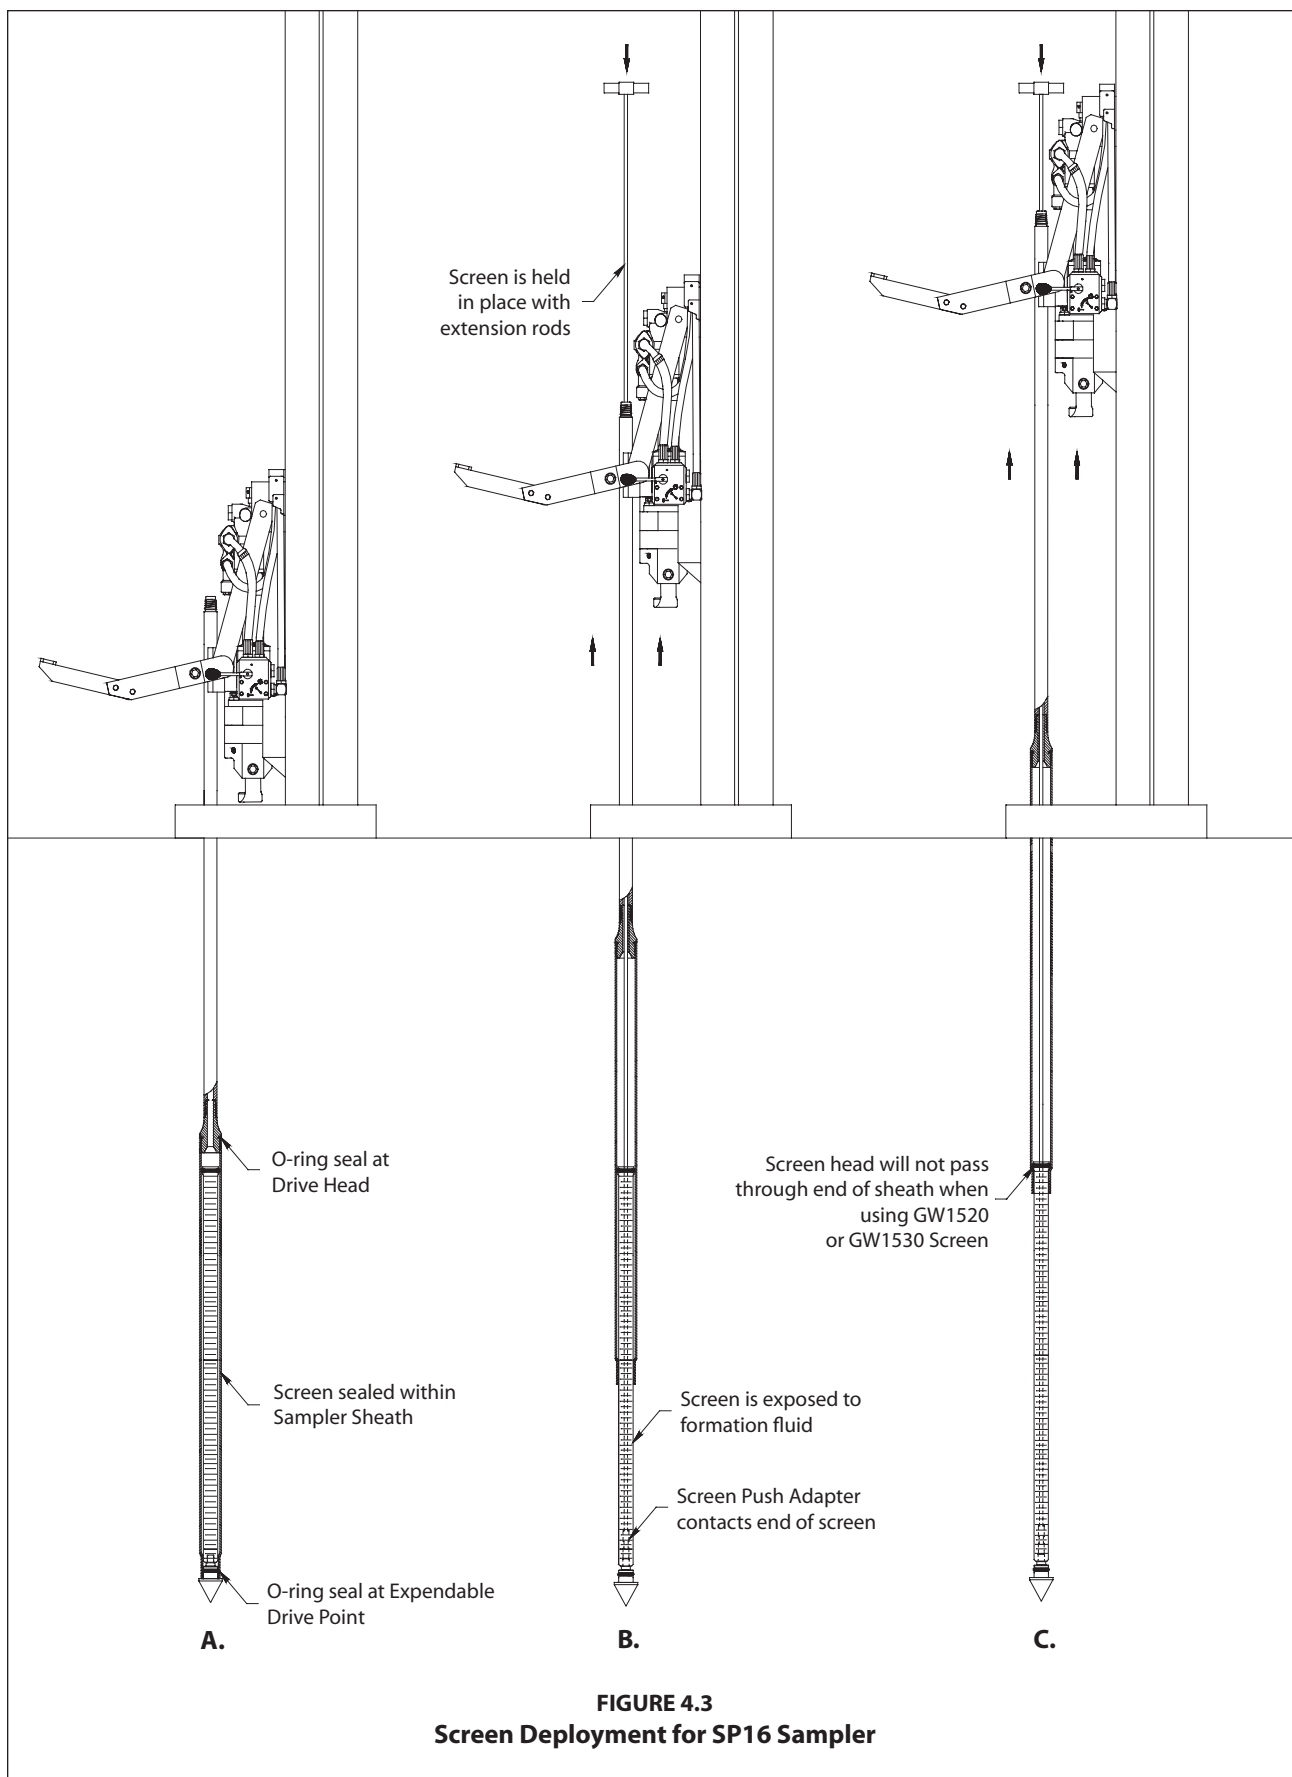 Screen is held
in place with
extension rods
O-ring seal at
Drive Head
Screen head will not pass
through end of sheath when
using GW1520
or GW1530 Screen
Screen sealed within
Sampler Sheath
Screen is exposed to
formation fluid
Screen Push Adapter
contacts end of screen
O-ring seal at Expendable
Drive Point
A.
B.
C.
FIGURE 4.3
Screen Deployment for SP16 Sampler